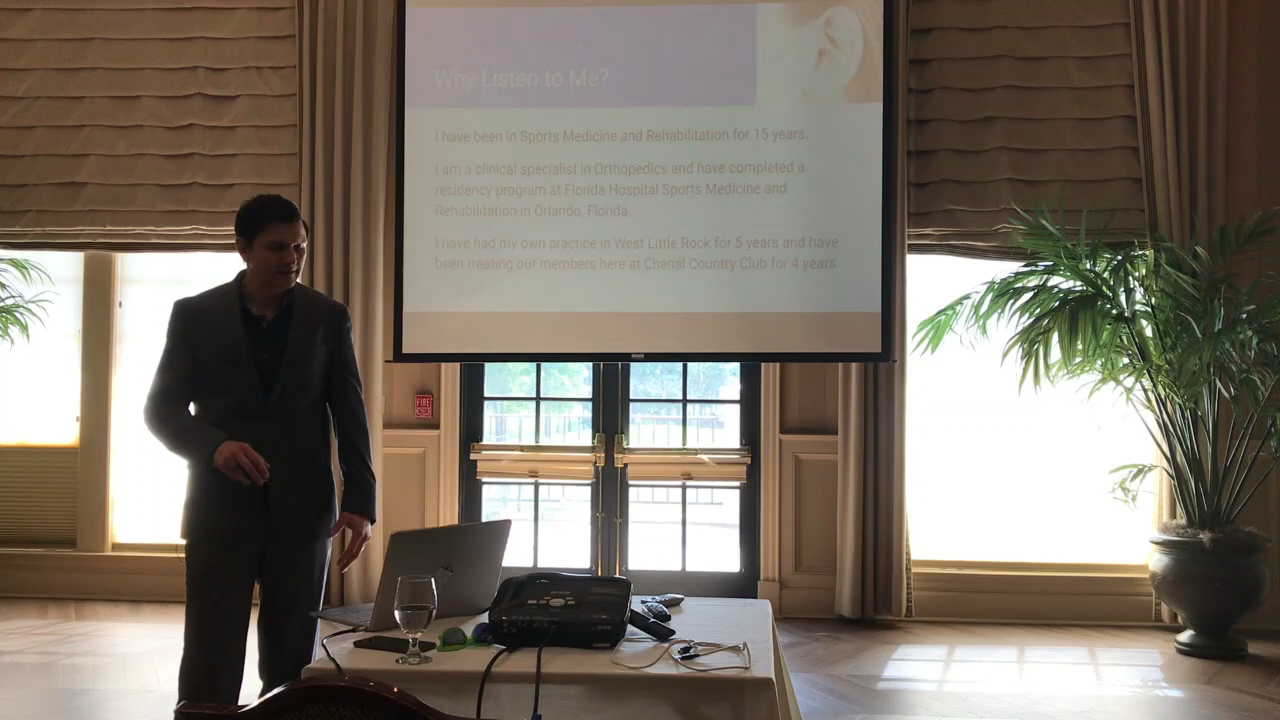 Why Listen to Me?
I have been in Sports Medicine and Rehabilitation for 15 years.
I am a clinical specialist in Orthopedics and have completed a
residency program at Florida Hospital Sports Medicine and
Rehabilitation in Orlando, Florida.
I have had my own practice in West Little Rock for 5 years and have
been treating our members here at Chenal Country Club for 4 years.
FIRE
EPSON
EPSON